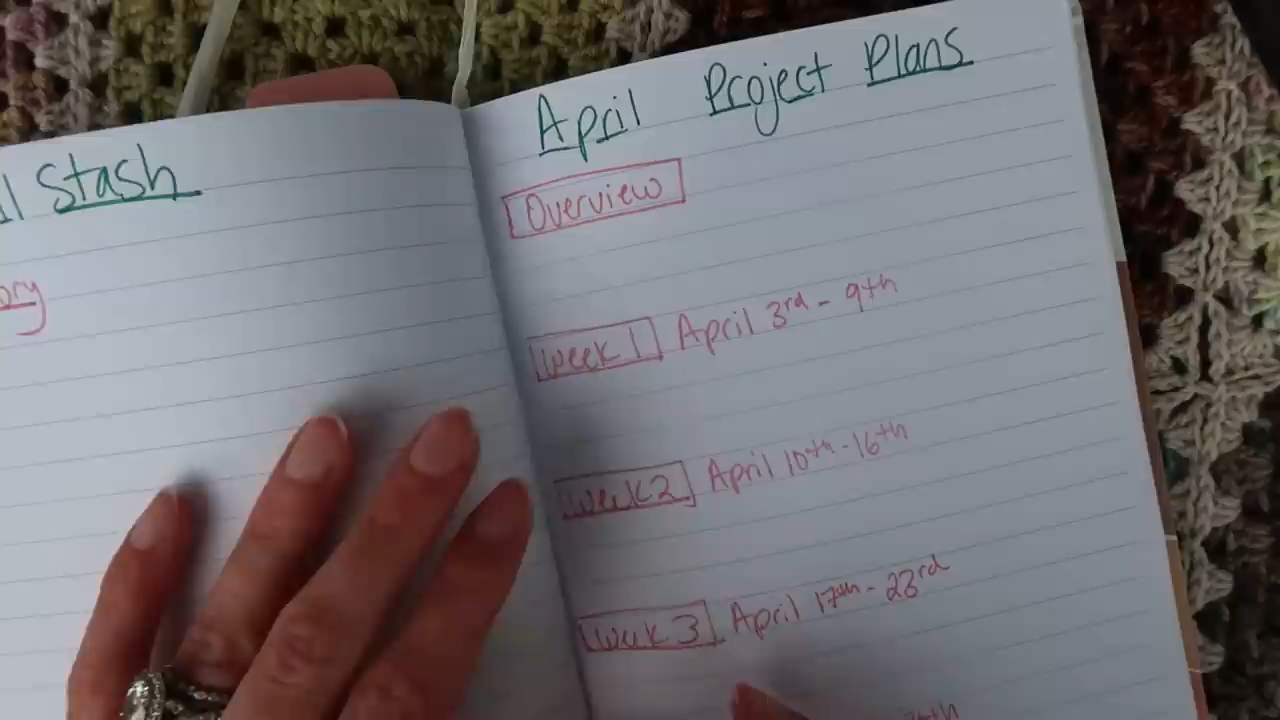 Stash
April Project Plans
Overview
Week 1 April 3rd - 9th
Week 2 April 10th - 16th
Week 3 April 17th - 23rd